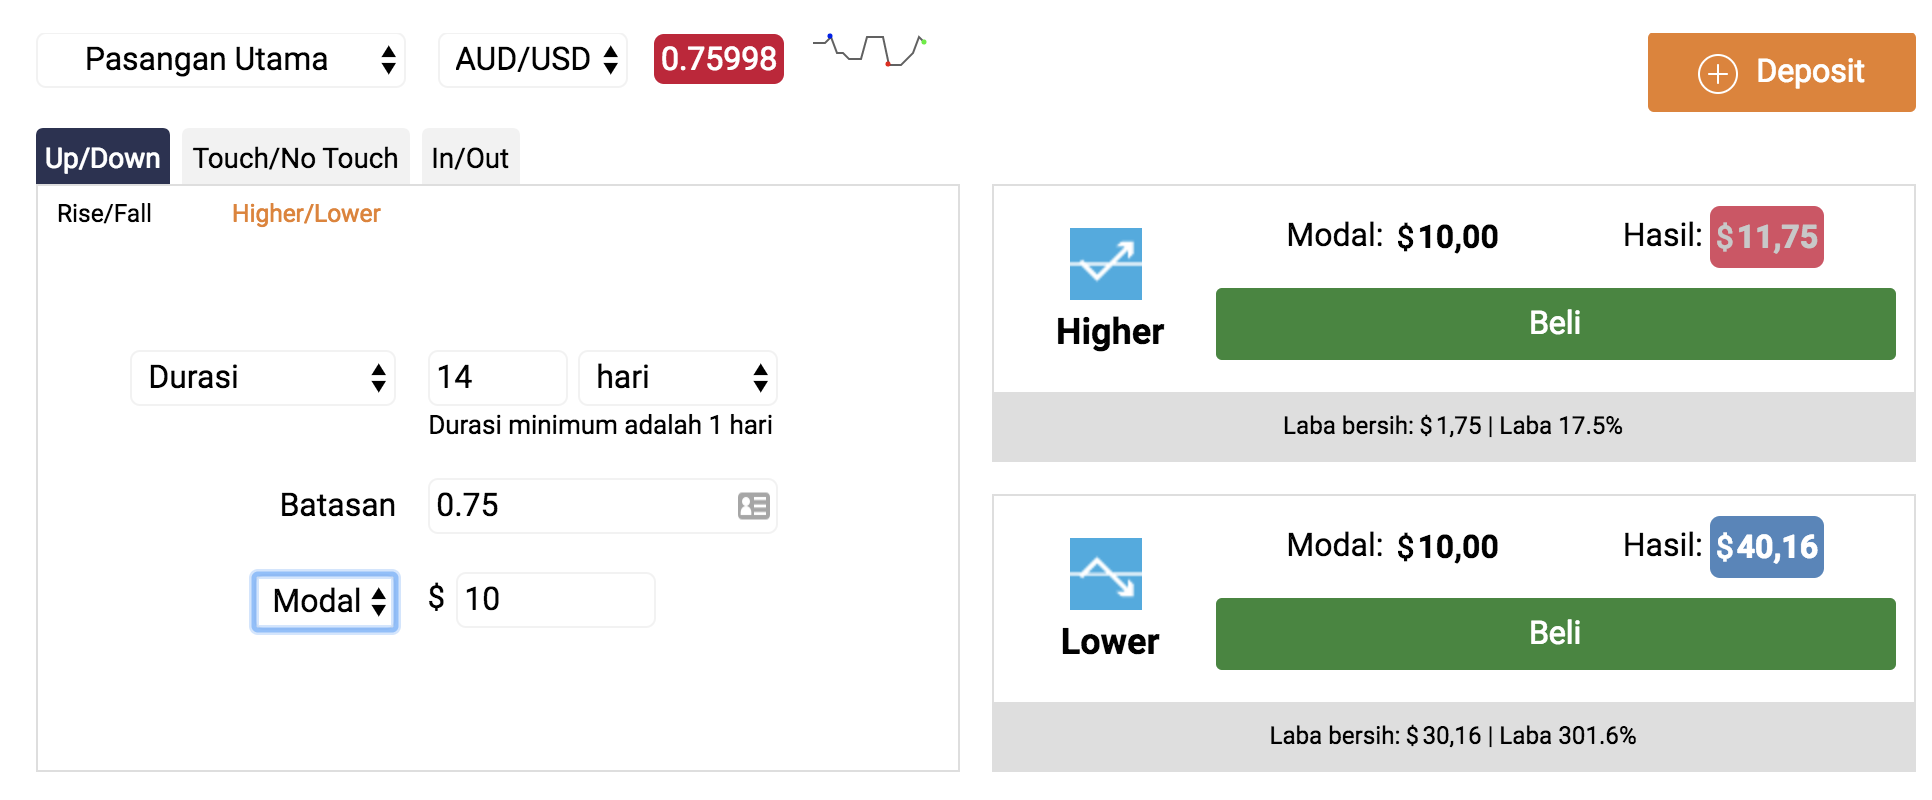 Pasangan Utama
AUD/USD
0.75998
Deposit
Up/Down
Touch/No Touch
In/Out
Rise/Fall
Higher/Lower
Durasi
14
hari
Durasi minimum adalah 1 hari
Batasan
0.75
Modal
$ 10
Modal: $10,00
Hasil: $11,75
Higher
Beli
Laba bersih: $1,75 | Laba 17.5%
Modal: $10,00
Hasil: $40,16
Lower
Beli
Laba bersih: $30,16 | Laba 301.6%